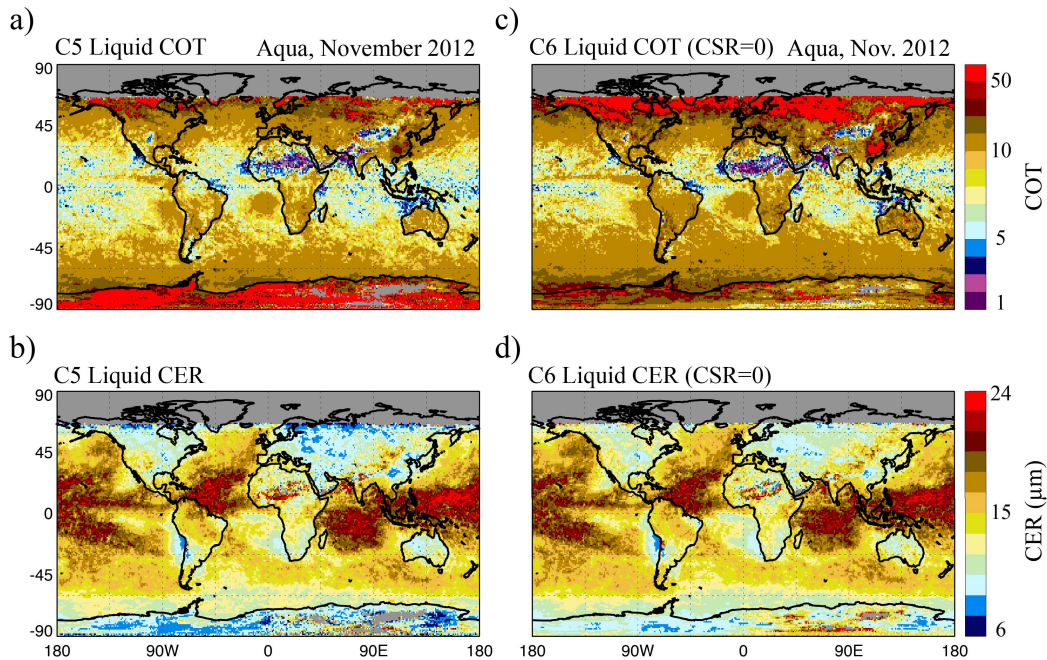 a)
C5 Liquid COT Aqua, November 2012
90
45
0
-45
-90
c)
C6 Liquid COT (CSR=0) Aqua, Nov. 2012
50
10
5
1
COT
b)
C5 Liquid CER
90
45
0
-45
-90
180 90W 0 90E 180
d)
C6 Liquid CER (CSR=0)
24
15
6
CER (μm)
180 90W 0 90E 180